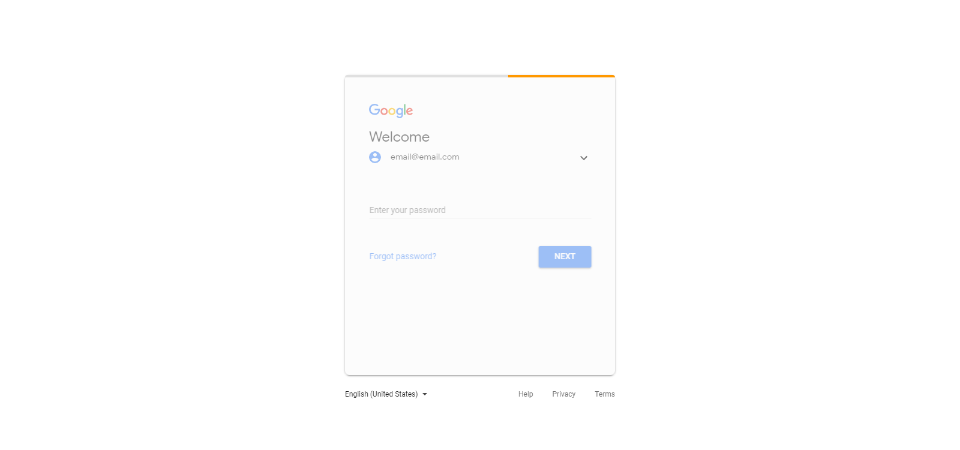 Google
Welcome
email@email.com
Enter your password
Forgot password?
NEXT
English (United States)
Help Privacy Terms